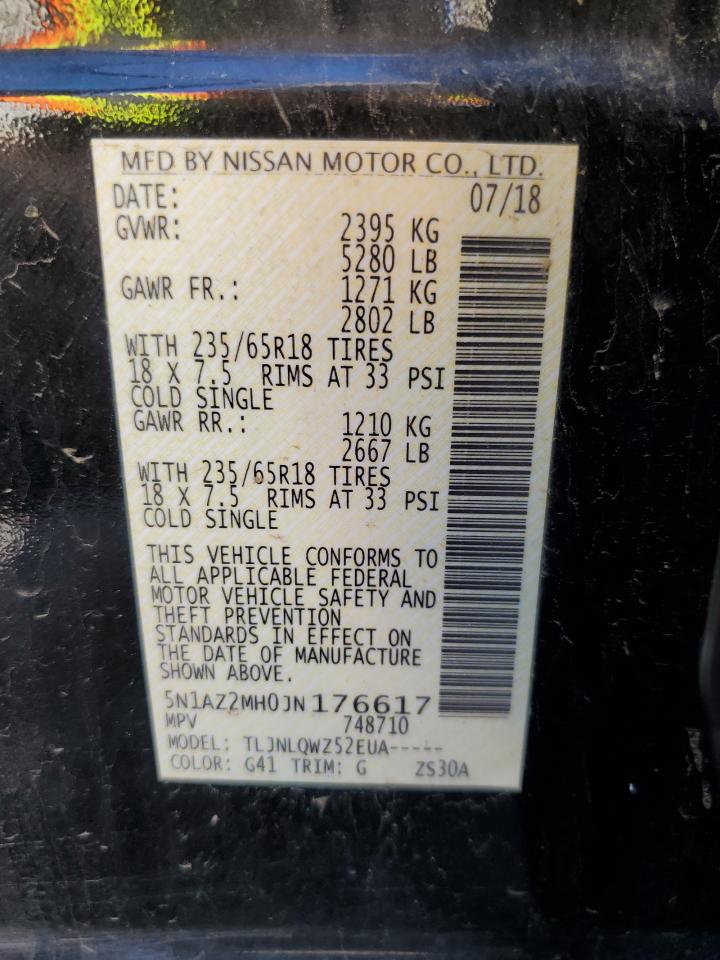 MFD BY NISSAN MOTOR CO., LTD.
DATE: 07/18
GVWR: 2395 KG
5280 LB
GAWR FR.: 1271 KG
2802 LB
WITH 235/65R18 TIRES
18 X 7.5 RIMS AT 33 PSI
COLD SINGLE
GAWR RR.: 1210 KG
2667 LB
WITH 235/65R18 TIRES
18 X 7.5 RIMS AT 33 PSI
COLD SINGLE
THIS VEHICLE CONFORMS TO
ALL APPLICABLE FEDERAL
MOTOR VEHICLE SAFETY AND
THEFT PREVENTION
STANDARDS IN EFFECT ON
THE DATE OF MANUFACTURE
SHOWN ABOVE.
5N1AZ2MH0JN176617
MPV 748710
MODEL: TLJNLQWZ52EUA-----
COLOR: G41 TRIM: G ZS30A